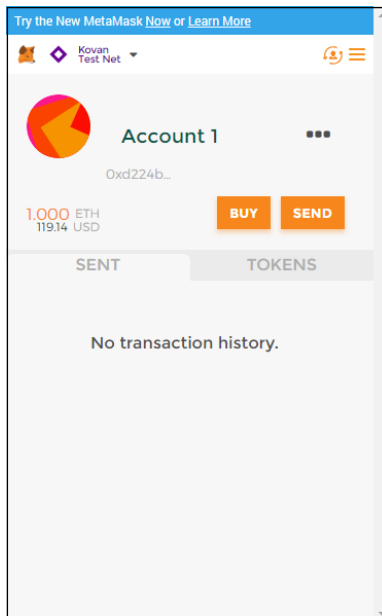 Try the New MetaMask Now or Learn More
Kovan
Test Net
Account 1
0xd224b...
1.000 ETH
119.14 USD
BUY
SEND
SENT
TOKENS
No transaction history.